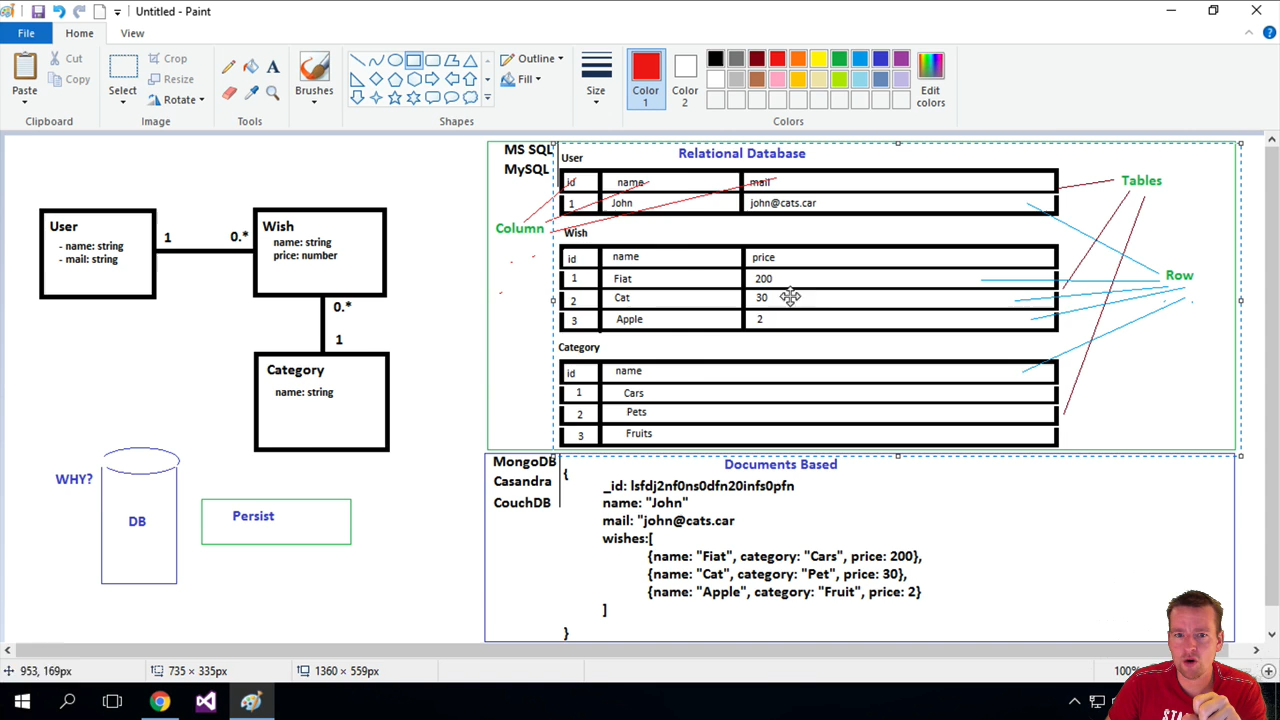 Untitled - Paint
File
Home
View
Paste
Cut
Copy
Clipboard
Select
Crop
Resize
Rotate
Image
A
Tools
Brushes
Outline
Fill
Shapes
Size
Color 1
Color 2
Edit colors
Colors
User
- name: string
- mail: string
1
0.*
Wish
name: string
price: number
0.*
1
Category
name: string
WHY?
DB
Persist
MS SQL
MySQL
Relational Database
User
id name mail
1 John john@cats.car
Column
Tables
Row
Wish
id name price
1 Fiat 200
2 Cat 30
3 Apple 2
Category
id name
1 Cars
2 Pets
3 Fruits
MongoDB
Casandra
CouchDB
Documents Based
{
_id: lsfdj2nf0ns0dfn20infs0pfn
name: "John"
mail: "john@cats.car
wishes:[
{name: "Fiat", category: "Cars", price: 200},
{name: "Cat", category: "Pet", price: 30},
{name: "Apple", category: "Fruit", price: 2}
]
}
953, 169px
735 × 335px
1360 × 559px